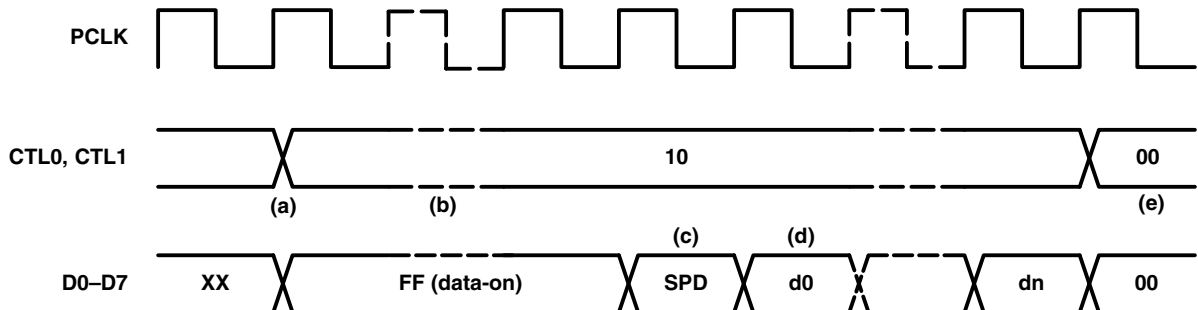 PCLK
CTL0, CTL1
10
00
(a)
(b)
(e)
(c)
(d)
D0–D7
XX
FF (data-on)
SPD
d0
dn
00